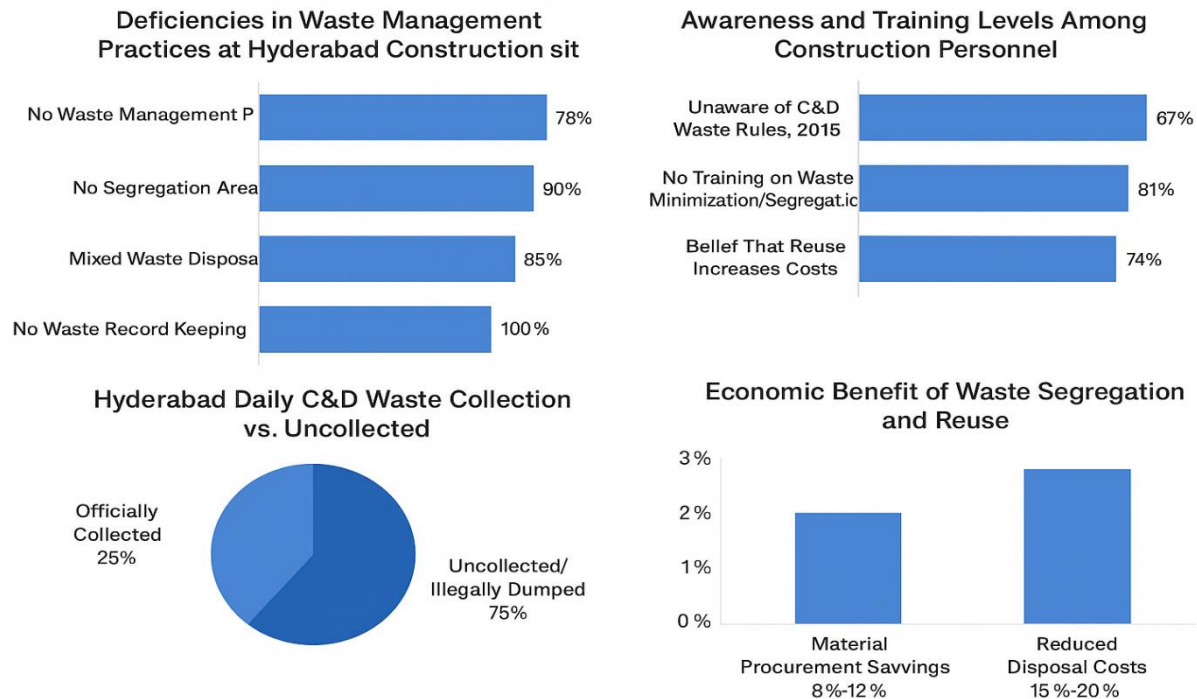 Deficiencies in Waste Management
Practices at Hyderabad Construction sit
No Waste Management P
78%
No Segregation Area
90%
Mixed Waste Disposa
85%
No Waste Record Keeping
100%
Awareness and Training Levels Among
Construction Personnel
Unaware of C&D
Waste Rules, 2015
67%
No Training on Waste
Minimization/Segregat.ic
81%
Bellef That Reuse
Increases Costs
74%
Hyderabad Daily C&D Waste Collection
vs. Uncollected
Officially
Collected
25%
Uncollected/
Illegally Dumped
75%
Economic Benefit of Waste Segregation
and Reuse
3%
2%
1%
0%
Material
Procurement Savvings
8%-12%
Reduced
Disposal Costs
15%-20%